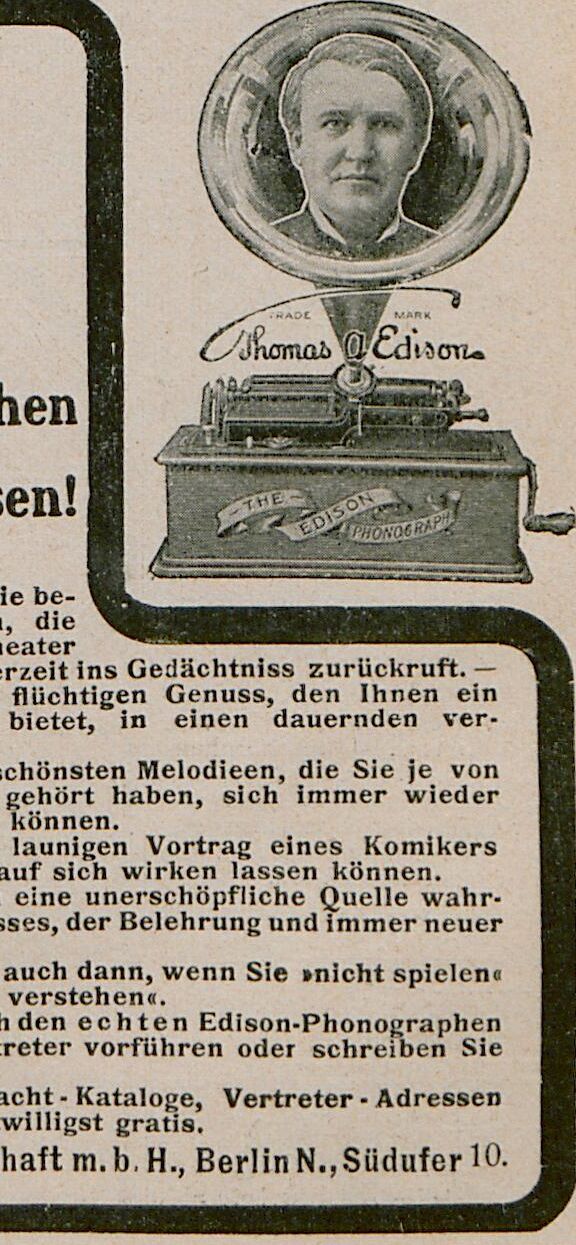 TRADE MARK
Thomas A Edison
THE
EDISON
PHONOGRAPH
hen
sen!
ie be-
, die
heater
erzeit ins Gedächtniss zurückruft. —
flüchtigen Genuss, den Ihnen ein
bietet, in einen dauernden ver-
schönsten Melodieen, die Sie je von
gehört haben, sich immer wieder
können.
launigen Vortrag eines Komikers
auf sich wirken lassen können.
eine unerschöpfliche Quelle wahr-
sses, der Belehrung und immer neuer
auch dann, wenn Sie »nicht spielen«
verstehen«.
h den echten Edison-Phonographen
treter vorführen oder schreiben Sie
acht-Kataloge, Vertreter-Adressen
willigst gratis.
haft m. b. H., Berlin N., Südufer 10.